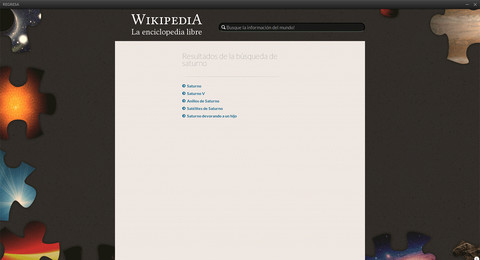 WIKIPEDIA
La enciclopedia libre
Busque la información del mundo!
Resultados de la búsqueda de
saturno
Saturno
Saturno V
Anillos de Saturno
Satélites de Saturno
Saturno devorando a un hijo